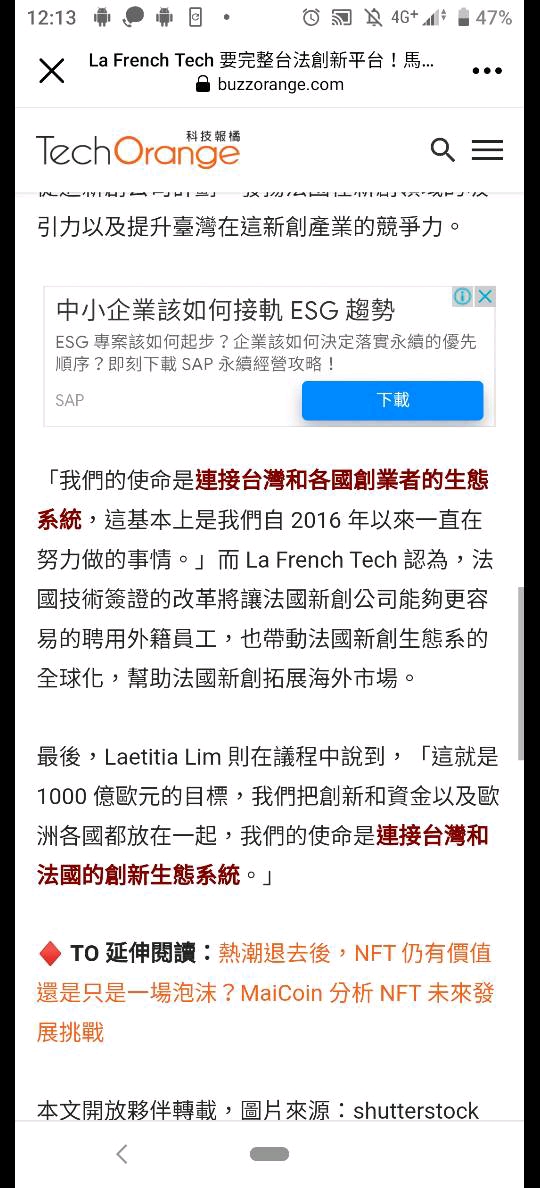 12:13
4G+
47%
La French Tech 要完整台法創新平台！馬...
buzzorange.com
科技報橘
TechOrange
引力以及提升臺灣在這新創產業的競爭力。
中小企業該如何接軌 ESG 趨勢
ESG 專案該如何起步？企業該如何決定落實永續的優先
順序？即刻下載 SAP 永續經營攻略！
SAP
下載
「我們的使命是連接台灣和各國創業者的生態
系統，這基本上是我們自 2016 年以來一直在
努力做的事情。」而 La French Tech 認為，法
國技術簽證的改革將讓法國新創公司能夠更容
易的聘用外籍員工，也帶動法國新創生態系的
全球化，幫助法國新創拓展海外市場。
最後，Laetitia Lim 則在議程中說到，「這就是
1000 億歐元的目標，我們把創新和資金以及歐
洲各國都放在一起，我們的使命是連接台灣和
法國的創新生態系統。」
TO 延伸閱讀：熱潮退去後，NFT 仍有價值
還是只是一場泡沫？MaiCoin 分析 NFT 未來發
展挑戰
本文開放夥伴轉載，圖片來源：shutterstock